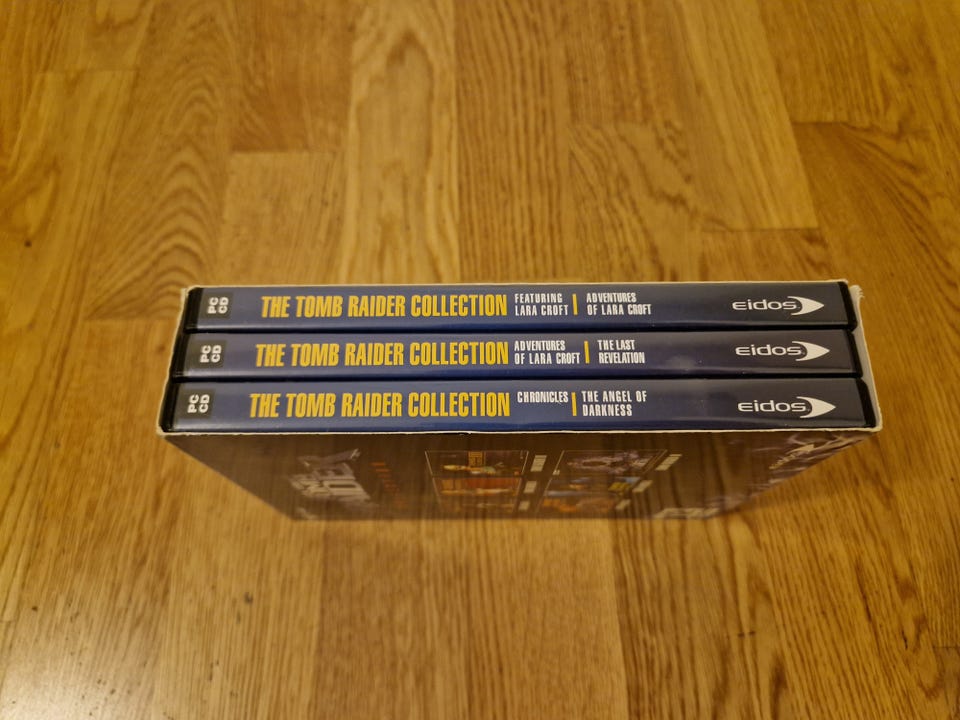 PC
CD
THE TOMB RAIDER COLLECTION
FEATURING
LARA CROFT
ADVENTURES
OF LARA CROFT
eidos
PC
CD
THE TOMB RAIDER COLLECTION
ADVENTURES
OF LARA CROFT
THE LAST
REVELATION
eidos
PC
CD
THE TOMB RAIDER COLLECTION
CHRONICLES
THE ANGEL OF
DARKNESS
eidos